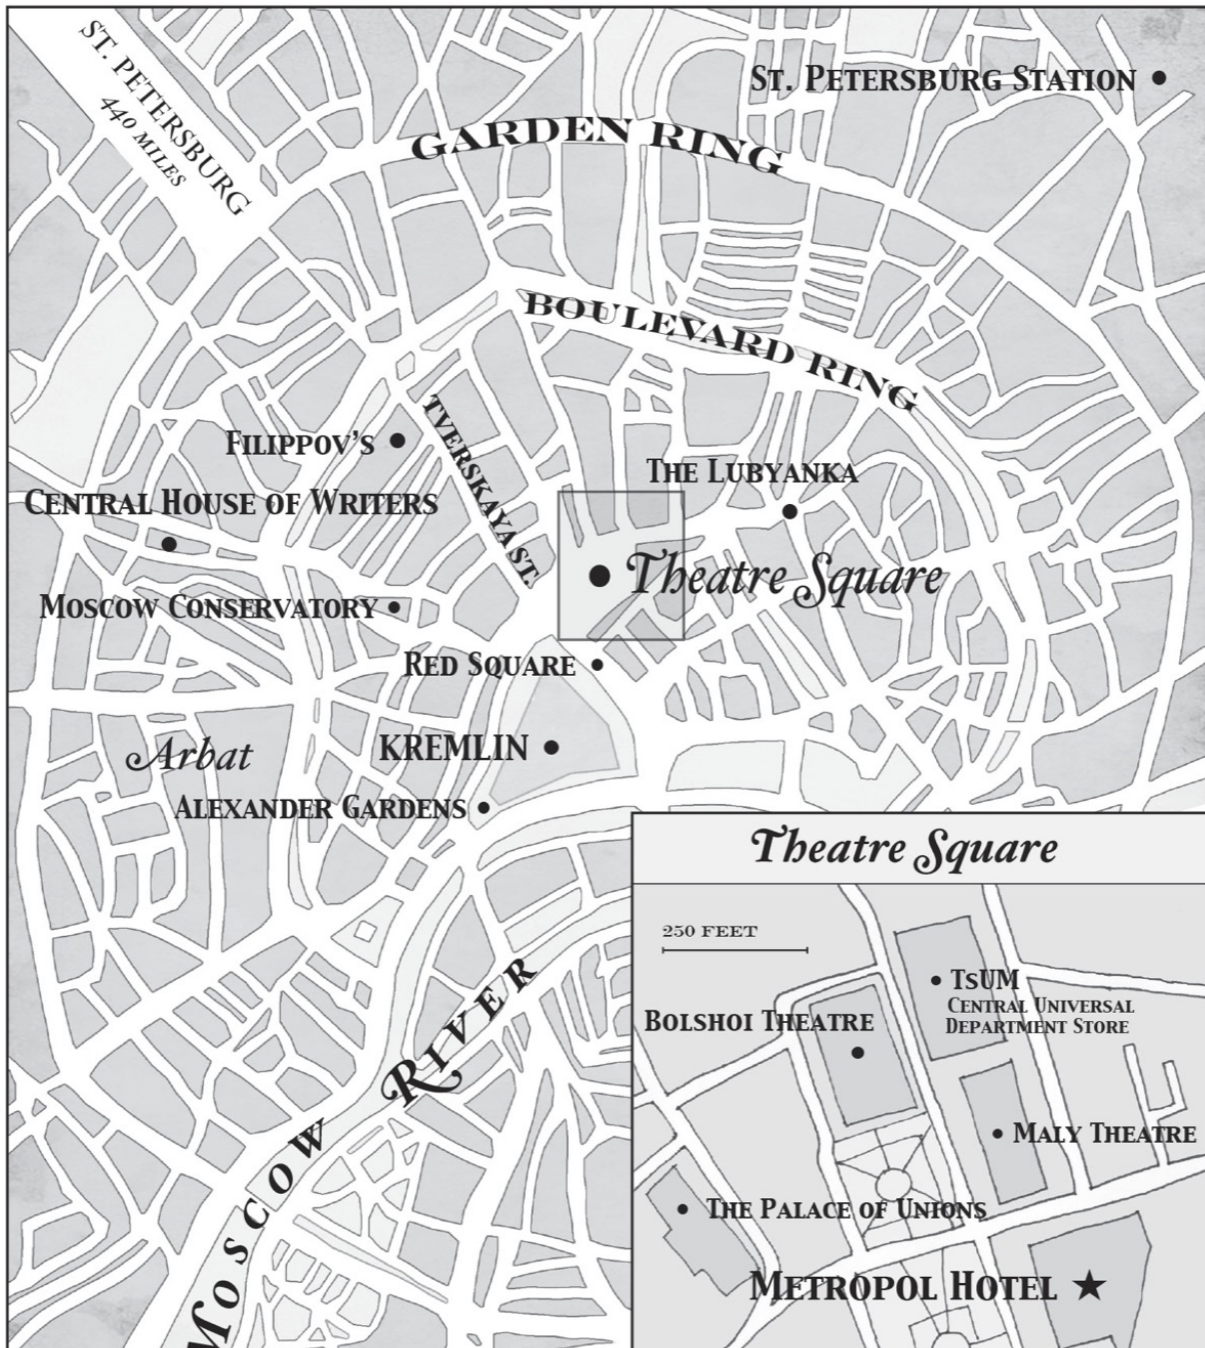 ST. PETERSBURG
440 MILES
ST. PETERSBURG STATION
GARDEN RING
BOULEVARD RING
TVERSKAYA ST.
FILIPPOV'S
THE LUBYANKA
CENTRAL HOUSE OF WRITERS
Theatre Square
MOSCOW CONSERVATORY
RED SQUARE
KREMLIN
Arbat
ALEXANDER GARDENS
MOSCOW RIVER
Theatre Square
250 FEET
TSUM
CENTRAL UNIVERSAL
DEPARTMENT STORE
BOLSHOI THEATRE
MALY THEATRE
THE PALACE OF UNIONS
METROPOL HOTEL